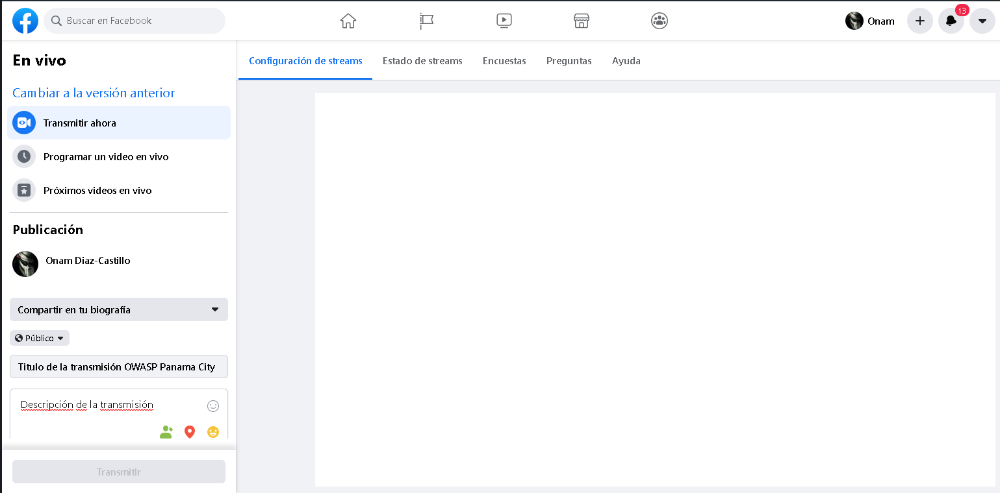 Buscar en Facebook
Onam
13
En vivo
Cambiar a la versión anterior
Transmitir ahora
Programar un video en vivo
Próximos videos en vivo
Publicación
Onam Diaz-Castillo
Compartir en tu biografía
Público
Titulo de la transmisión OWASP Panama City
Descripción de la transmisión
Transmitir
Configuración de streams
Estado de streams
Encuestas
Preguntas
Ayuda